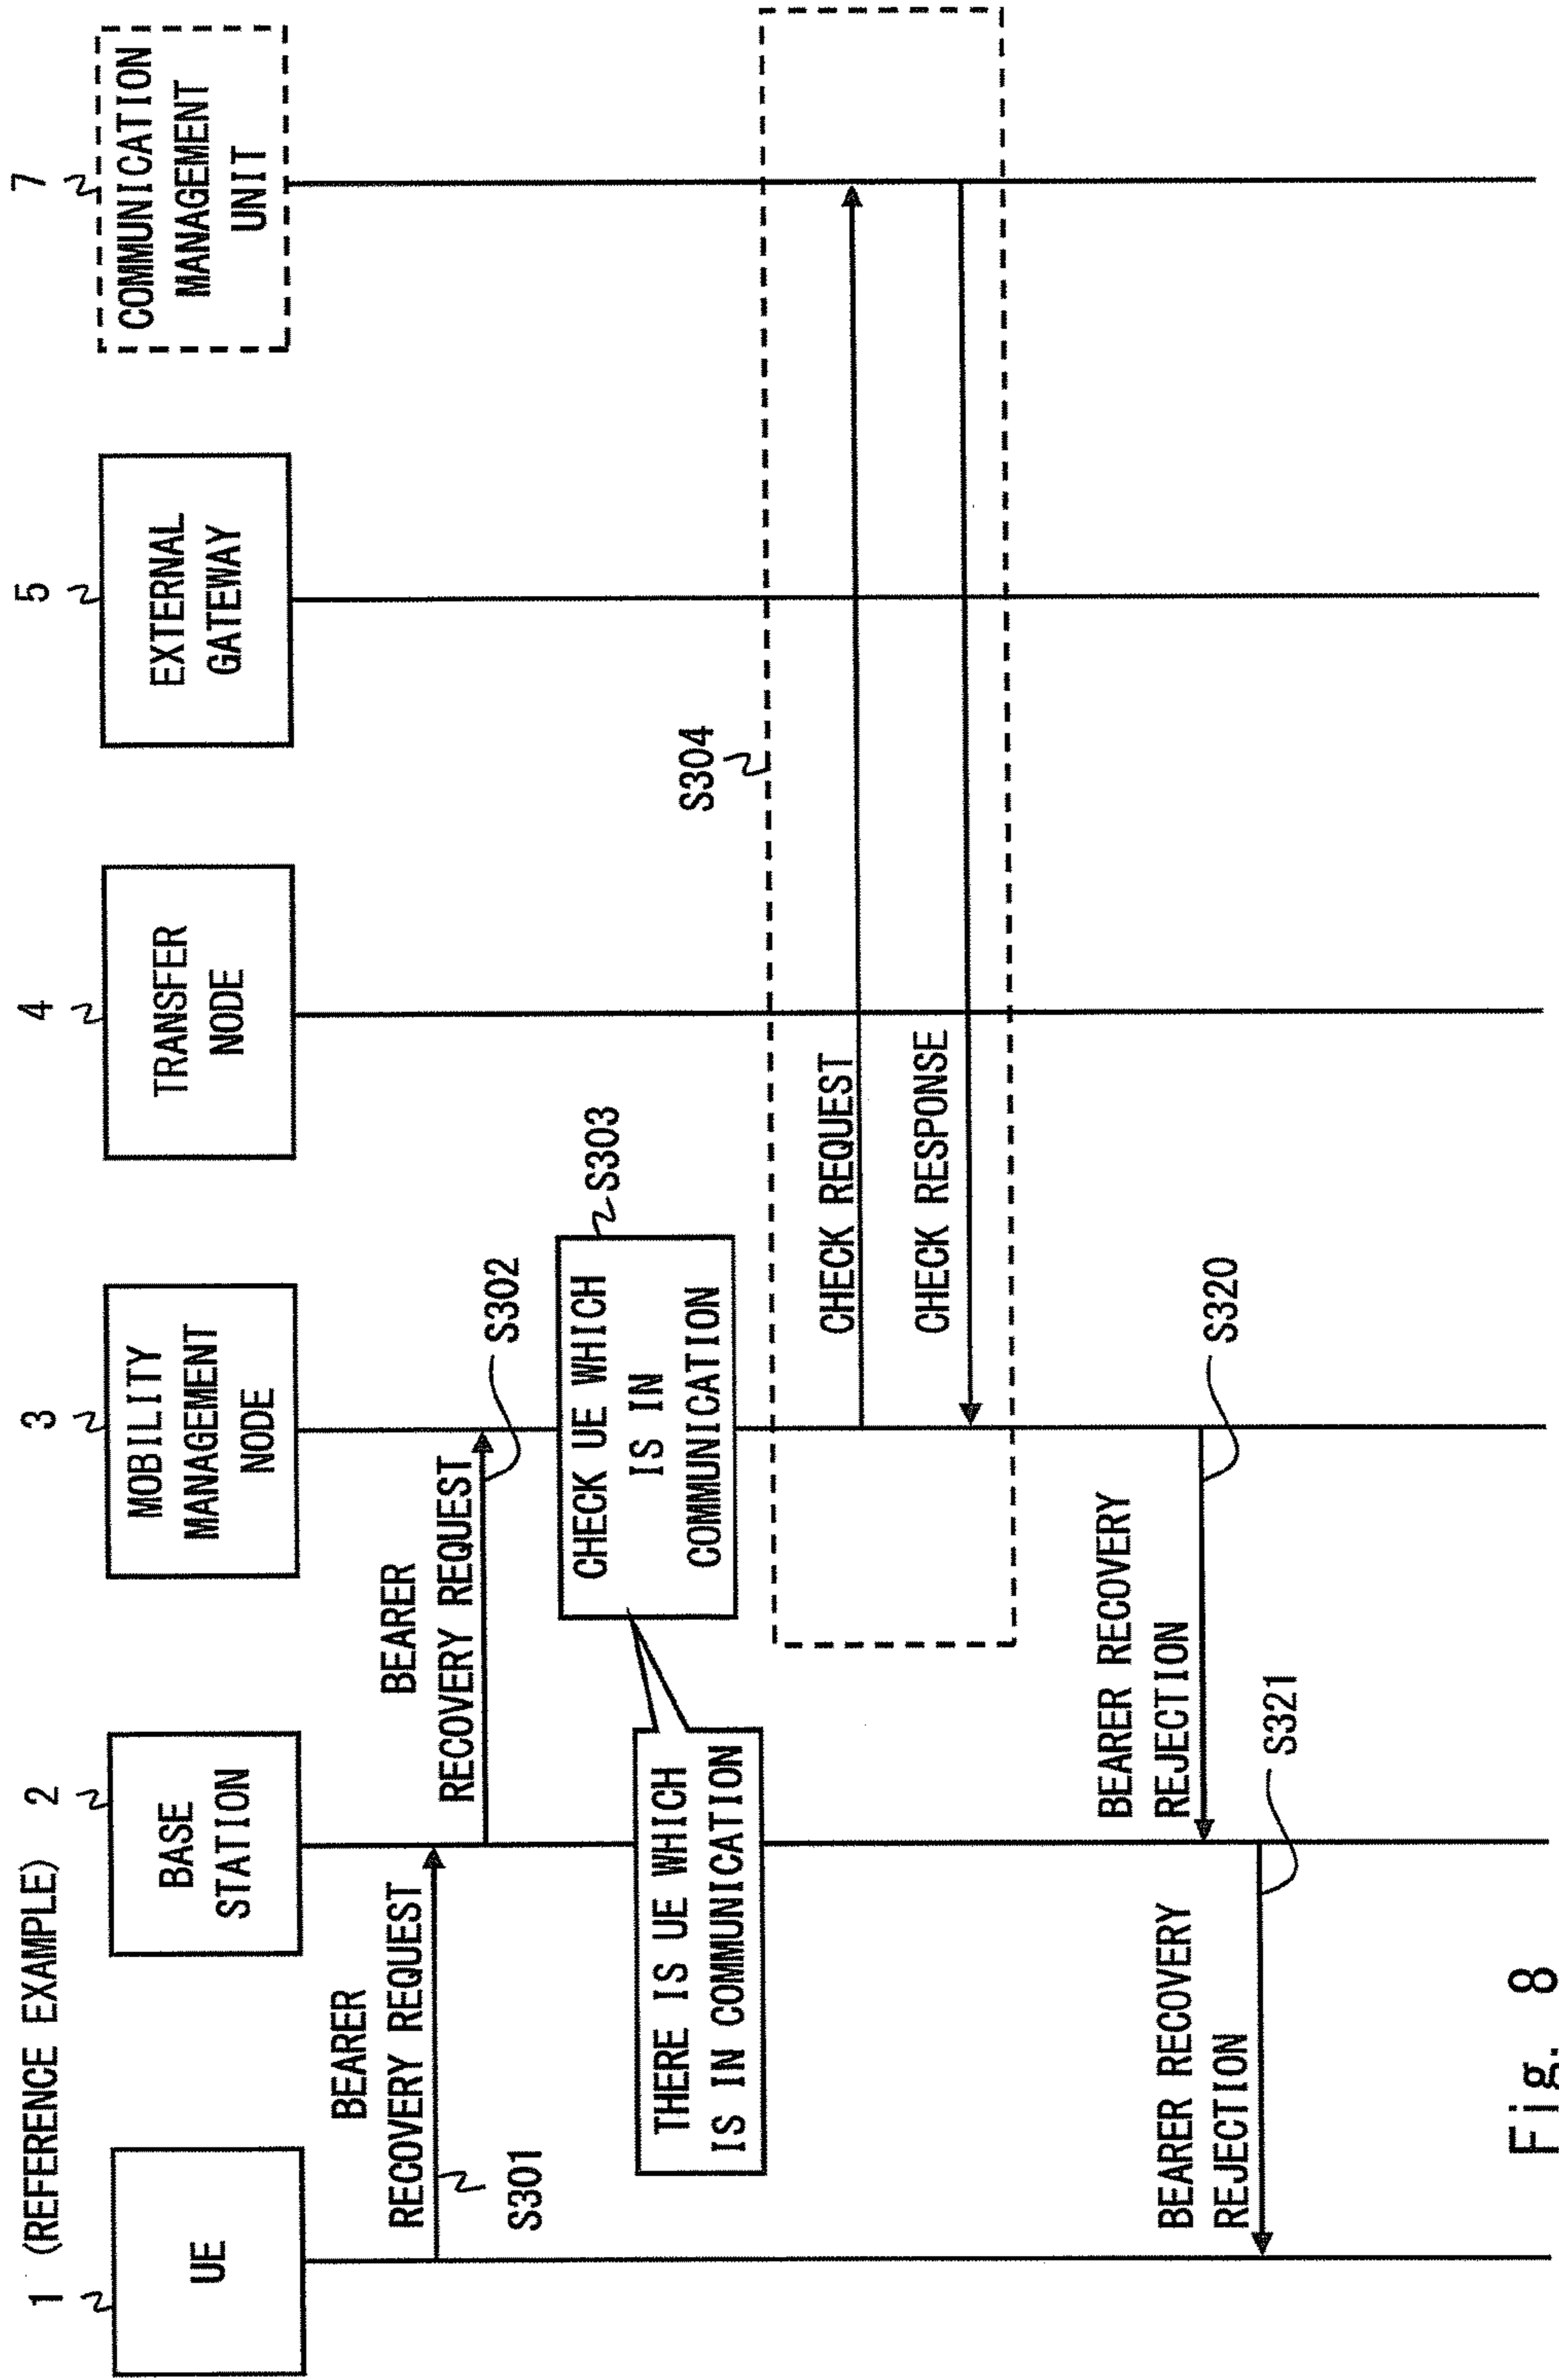 (REFERENCE EXAMPLE)
1
2
3
4
5
7
UE
BASE
STATION
MOBILITY
MANAGEMENT
NODE
TRANSFER
NODE
EXTERNAL
GATEWAY
COMMUNICATION
MANAGEMENT
UNIT
BEARER
RECOVERY REQUEST
S301
BEARER
RECOVERY REQUEST
S302
CHECK UE WHICH
IS IN
COMMUNICATION
S303
THERE IS UE WHICH
IS IN COMMUNICATION
S304
CHECK REQUEST
CHECK RESPONSE
BEARER RECOVERY
REJECTION
S320
BEARER RECOVERY
REJECTION
S321
Fig. 8